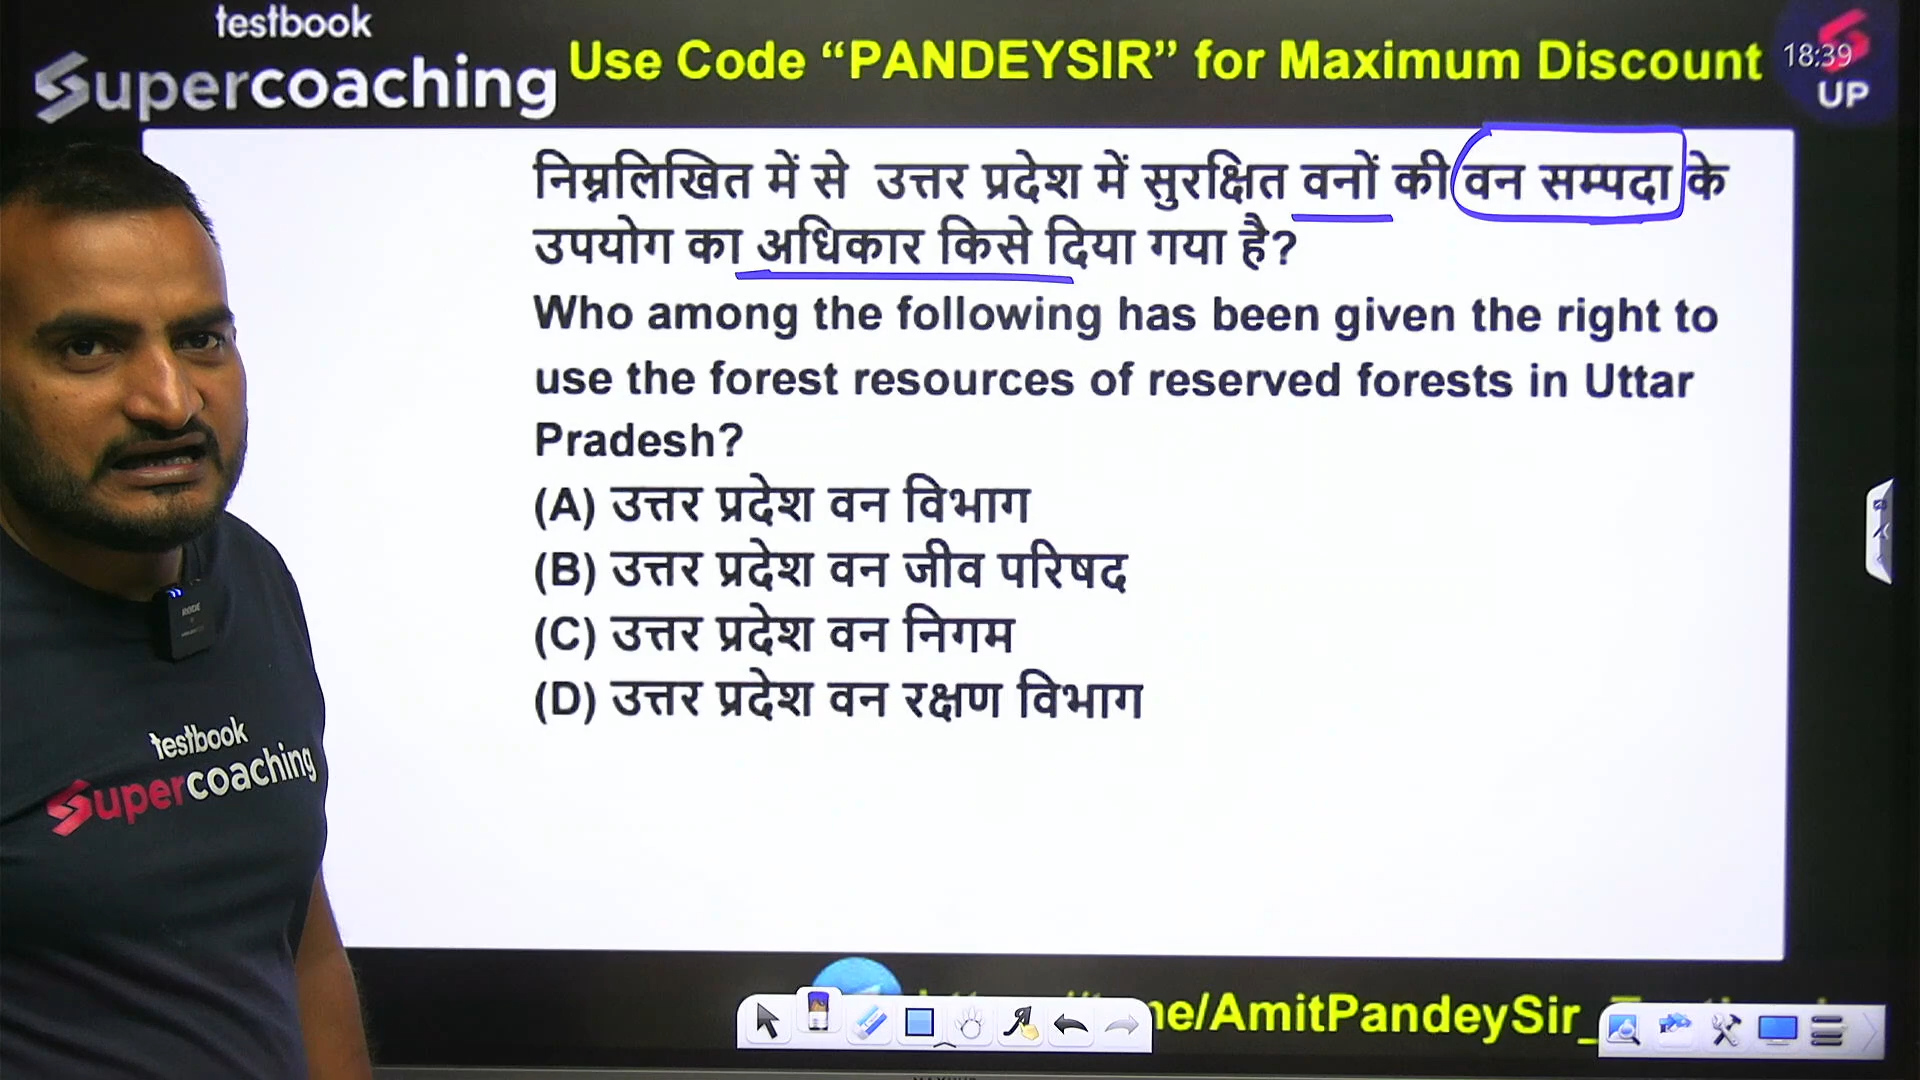 testbook
Supercoaching
Use Code “PANDEYSIR” for Maximum Discount
18:39
UP
निम्नलिखित में से उत्तर प्रदेश में सुरक्षित वनों की वन सम्पदा के
उपयोग का अधिकार किसे दिया गया है?
Who among the following has been given the right to
use the forest resources of reserved forests in Uttar
Pradesh?
(A) उत्तर प्रदेश वन विभाग
(B) उत्तर प्रदेश वन जीव परिषद
(C) उत्तर प्रदेश वन निगम
(D) उत्तर प्रदेश वन रक्षण विभाग
RODE
testbook
Supercoaching
me/AmitPandeySir_